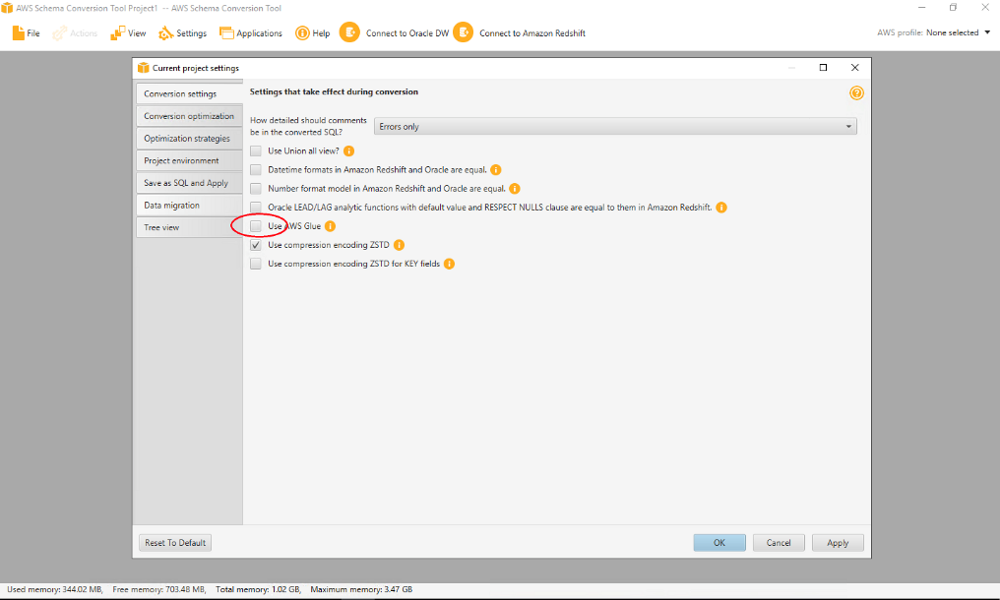 AWS Schema Conversion Tool Project1 -- AWS Schema Conversion Tool
File Actions View Settings Applications Help Connect to Oracle DW Connect to Amazon Redshift AWS profile: None selected
Current project settings
Conversion settings
Conversion optimization
Optimization strategies
Project environment
Save as SQL and Apply
Data migration
Tree view
Settings that take effect during conversion
How detailed should comments
be in the converted SQL?
Errors only
Use Union all view?
Datetime formats in Amazon Redshift and Oracle are equal.
Number format model in Amazon Redshift and Oracle are equal.
Oracle LEAD/LAG analytic functions with default value and RESPECT NULLS clause are equal to them in Amazon Redshift.
Use AWS Glue
Use compression encoding ZSTD
Use compression encoding ZSTD for KEY fields
Reset To Default OK Cancel Apply
Used memory: 344.02 MB, Free memory: 703.48 MB, Total memory: 1.02 GB, Maximum memory: 3.47 GB